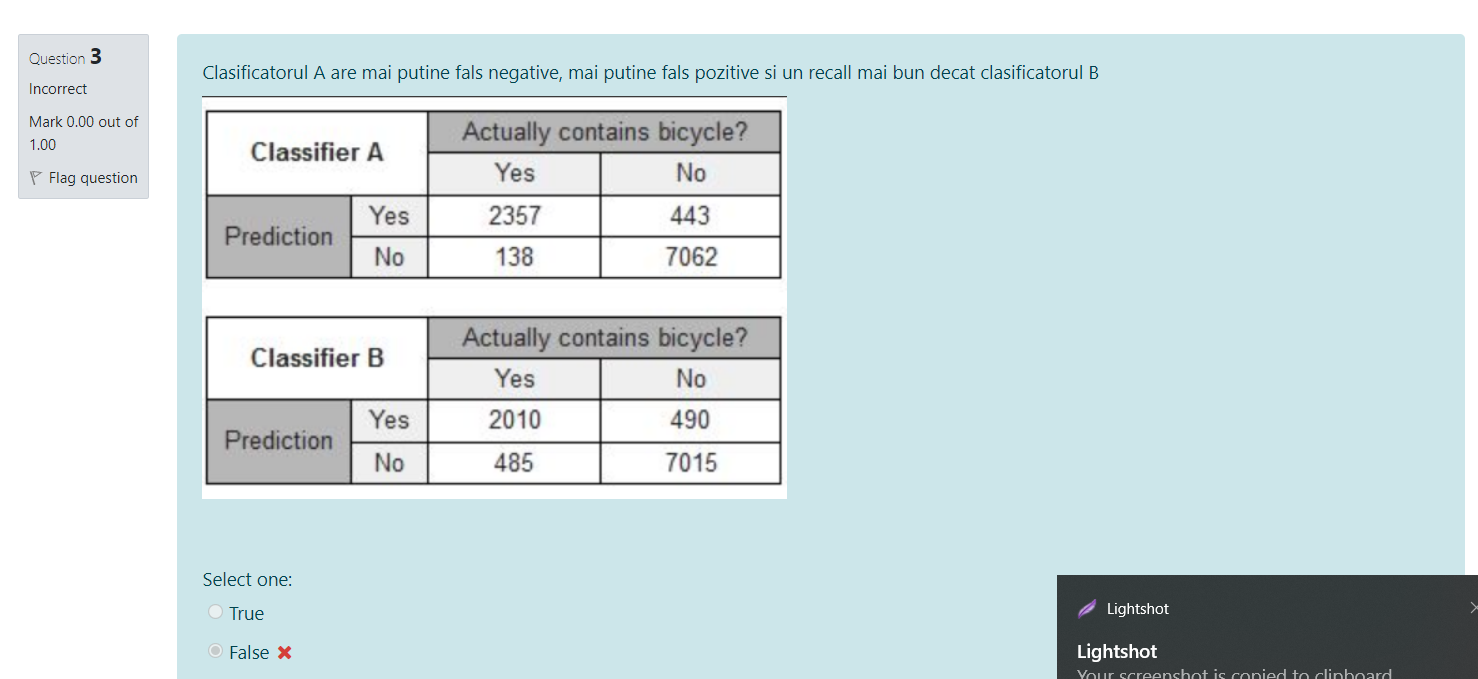 Question 3
Incorrect
Mark 0.00 out of
1.00
Flag question
Clasificatorul A are mai putine fals negative, mai putine fals pozitive si un recall mai bun decat clasificatorul B
Classifier A
Actually contains bicycle?
Yes No
Prediction
Yes 2357 443
No 138 7062
Classifier B
Actually contains bicycle?
Yes No
Prediction
Yes 2010 490
No 485 7015
Select one:
True
False
Lightshot
Lightshot
Your screenshot is copied to clipboard